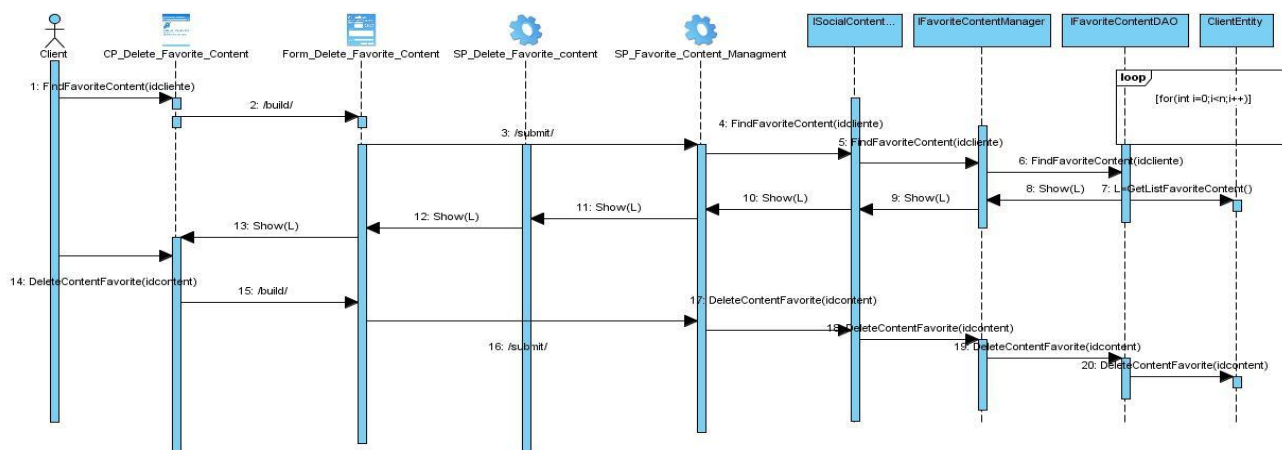 ISocialContent...
IFavoriteContentManager
IFavoriteContentDAO
ClientEntity
Client
CP_Delete_Favorite_Content
Form_Delete_Favorite_Content
SP_Delete_Favorite_content
SP_Favorite_Content_Managment
loop
[for(int i=0;i<n;i++)]
1: FindFavoriteContent(idcliente)
2: /build/
3: /submit/
4: FindFavoriteContent(idcliente)
5: FindFavoriteContent(idcliente)
6: FindFavoriteContent(idcliente)
7: L=GetListFavoriteContent()
8: Show(L)
9: Show(L)
10: Show(L)
11: Show(L)
12: Show(L)
13: Show(L)
14: DeleteContentFavorite(idcontent)
15: /build/
16: /submit/
17: DeleteContentFavorite(idcontent)
18: DeleteContentFavorite(idcontent)
19: DeleteContentFavorite(idcontent)
20: DeleteContentFavorite(idcontent)